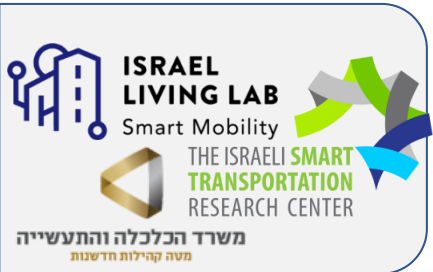 ISRAEL
LIVING LAB
Smart Mobility
THE ISRAELI SMART
TRANSPORTATION
RESEARCH CENTER
משרד הכלכלה והתעשייה
מטה קהילות חדשנות